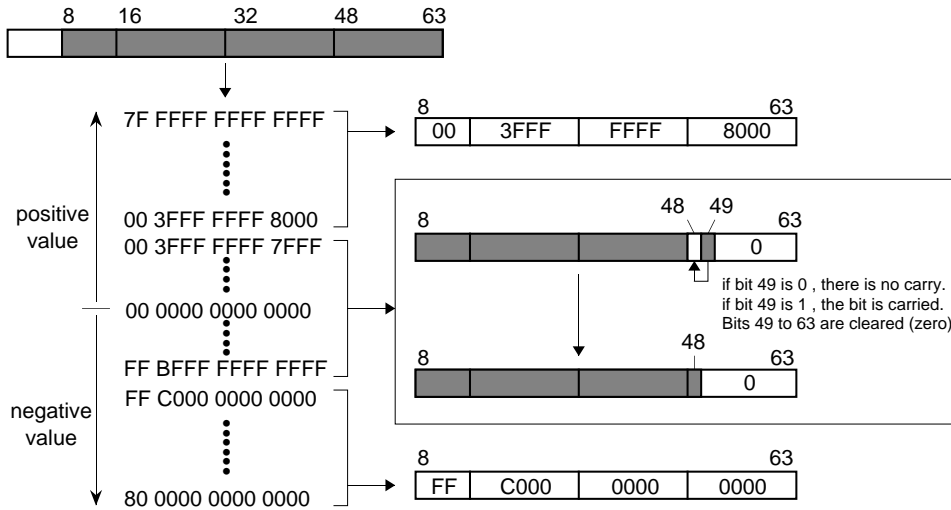 8 16 32 48 63
7F FFFF FFFF FFFF
positive
value
00 3FFF FFFF 8000
00 3FFF FFFF 7FFF
00 0000 0000 0000
FF BFFF FFFF FFFF
negative
value
FF C000 0000 0000
80 0000 0000 0000
8 63
00 3FFF FFFF 8000
8 48 49 63
0
if bit 49 is 0 , there is no carry.
if bit 49 is 1 , the bit is carried.
Bits 49 to 63 are cleared (zero)
8 48 63
0
8 63
FF C000 0000 0000